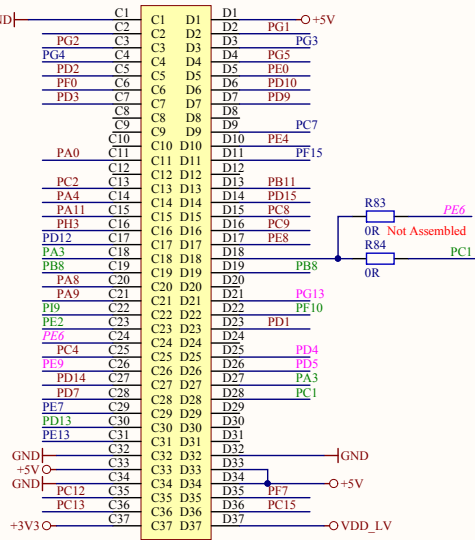 ND C1 C1 D1 D1 +5V
C2 C2 D2 D2 PG1
PG2 C3 C3 D3 D3 PG3
PG4 C4 C4 D4 D4 PG5
PD2 C5 C5 D5 D5 PE0
PF0 C6 C6 D6 D6 PD10
PD3 C7 C7 D7 D7 PD9
C8 C8 D8 D8
C9 C9 D9 D9 PC7
C10 C10 D10 D10 PE4
PA0 C11 C11 D11 D11 PF15
C12 C12 D12 D12
PC2 C13 C13 D13 D13 PB11
PA4 C14 C14 D14 D14 PD15
PA11 C15 C15 D15 D15 PC8 R83 PE6
PH3 C16 C16 D16 D16 PC9 0R Not Assembled
PD12 C17 C17 D17 D17 PE8
PA3 C18 C18 D18 D18 R84 PC1
PB8 C19 C19 D19 D19 PB8 0R
PA8 C20 C20 D20 D20
PA9 C21 C21 D21 D21 PG13
PI9 C22 C22 D22 D22 PF10
PE2 C23 C23 D23 D23 PD1
PE6 C24 C24 D24 D24
PC4 C25 C25 D25 D25 PD4
PE9 C26 C26 D26 D26 PD5
PD14 C27 C27 D27 D27 PA3
PD7 C28 C28 D28 D28 PC1
PE7 C29 C29 D29 D29
PD13 C30 C30 D30 D30
PE13 C31 C31 D31 D31
GND C32 C32 D32 D32 GND
+5V C33 C33 D33 D33
GND C34 C34 D34 D34 +5V
PC12 C35 C35 D35 D35 PF7
PC13 C36 C36 D36 D36 PC15
+3V3 C37 C37 D37 D37 VDD_LV